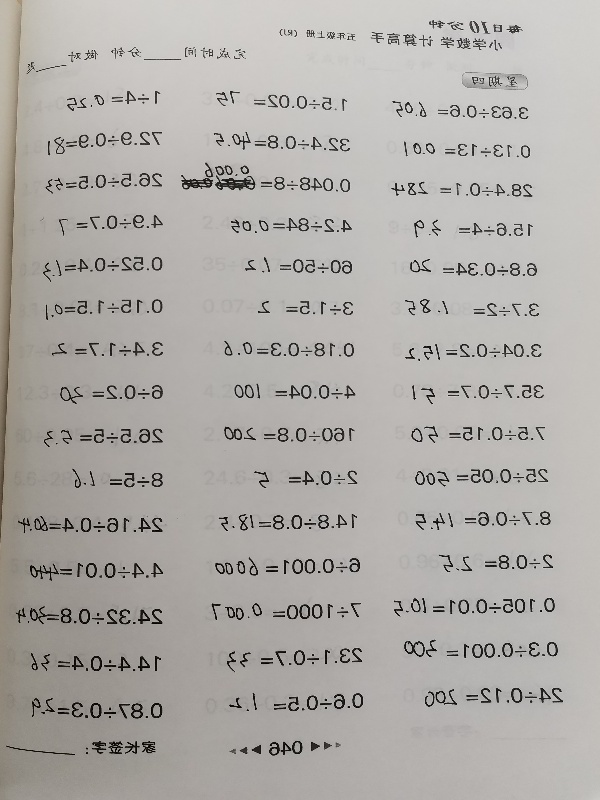 每日10分钟
小学数学 计算高手 五年级上册（RJ）
星期四 完成时间____分钟 做对____题
3.63÷0.6= 6.05 1.5÷0.02= 75 1÷4=0.25
0.13÷13=0.01 32.4÷0.8=40.5 72.9÷0.9=81
28.4÷0.1= 284 0.048÷8=0.006 26.5÷0.5=53
15.6÷4= 3.9 4.2÷84=0.05 4.9÷0.7=7
6.8÷0.34= 20 60÷50=1.2 0.52÷0.4=1.3
3.7÷2= 1.85 3÷1.5= 2 0.15÷1.5=0.1
3.04÷0.2=15.2 0.18÷0.3=0.6 3.4÷1.7=2
35.7÷0.7= 51 4÷0.04= 100 6÷0.2=30
7.5÷0.15= 50 160÷0.8= 200 26.5÷5=5.3
25÷0.05=500 2÷0.4= 5 8÷5=1.6
8.7÷0.6= 14.5 14.8÷0.8=18.5 24.16÷0.4=60.4
2÷0.8= 2.5 6÷0.001=6000 4.4÷0.01=440
0.105÷0.01=10.5 7÷1000= 0.007 24.32÷0.8=30.4
0.3÷0.001=300 23.1÷0.7= 33 14.4÷0.4=36
24÷0.12= 200 0.6÷0.5= 1.2 0.87÷0.3=2.9
046 家长签字：________